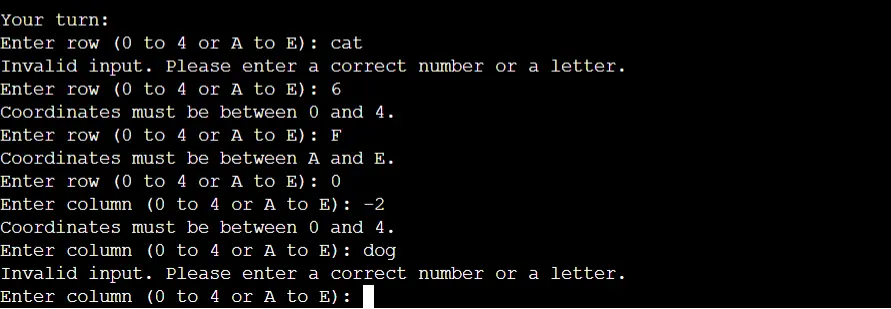 Your turn:
Enter row (0 to 4 or A to E): cat
Invalid input. Please enter a correct number or a letter.
Enter row (0 to 4 or A to E): 6
Coordinates must be between 0 and 4.
Enter row (0 to 4 or A to E): F
Coordinates must be between A and E.
Enter row (0 to 4 or A to E): 0
Enter column (0 to 4 or A to E): -2
Coordinates must be between 0 and 4.
Enter column (0 to 4 or A to E): dog
Invalid input. Please enter a correct number or a letter.
Enter column (0 to 4 or A to E):